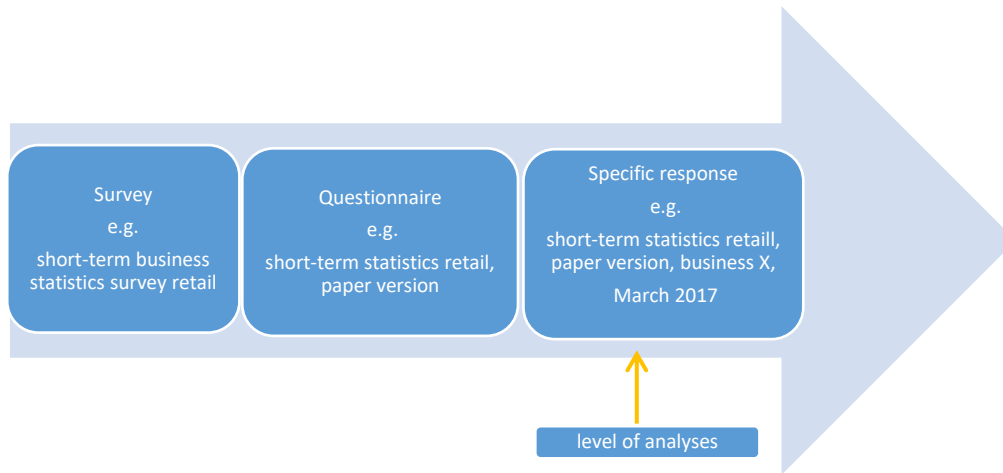 Survey
e.g.
short-term business
statistics survey retail
Questionnaire
e.g.
short-term statistics retail,
paper version
Specific response
e.g.
short-term statistics retaill,
paper version, business X,
March 2017
level of analyses